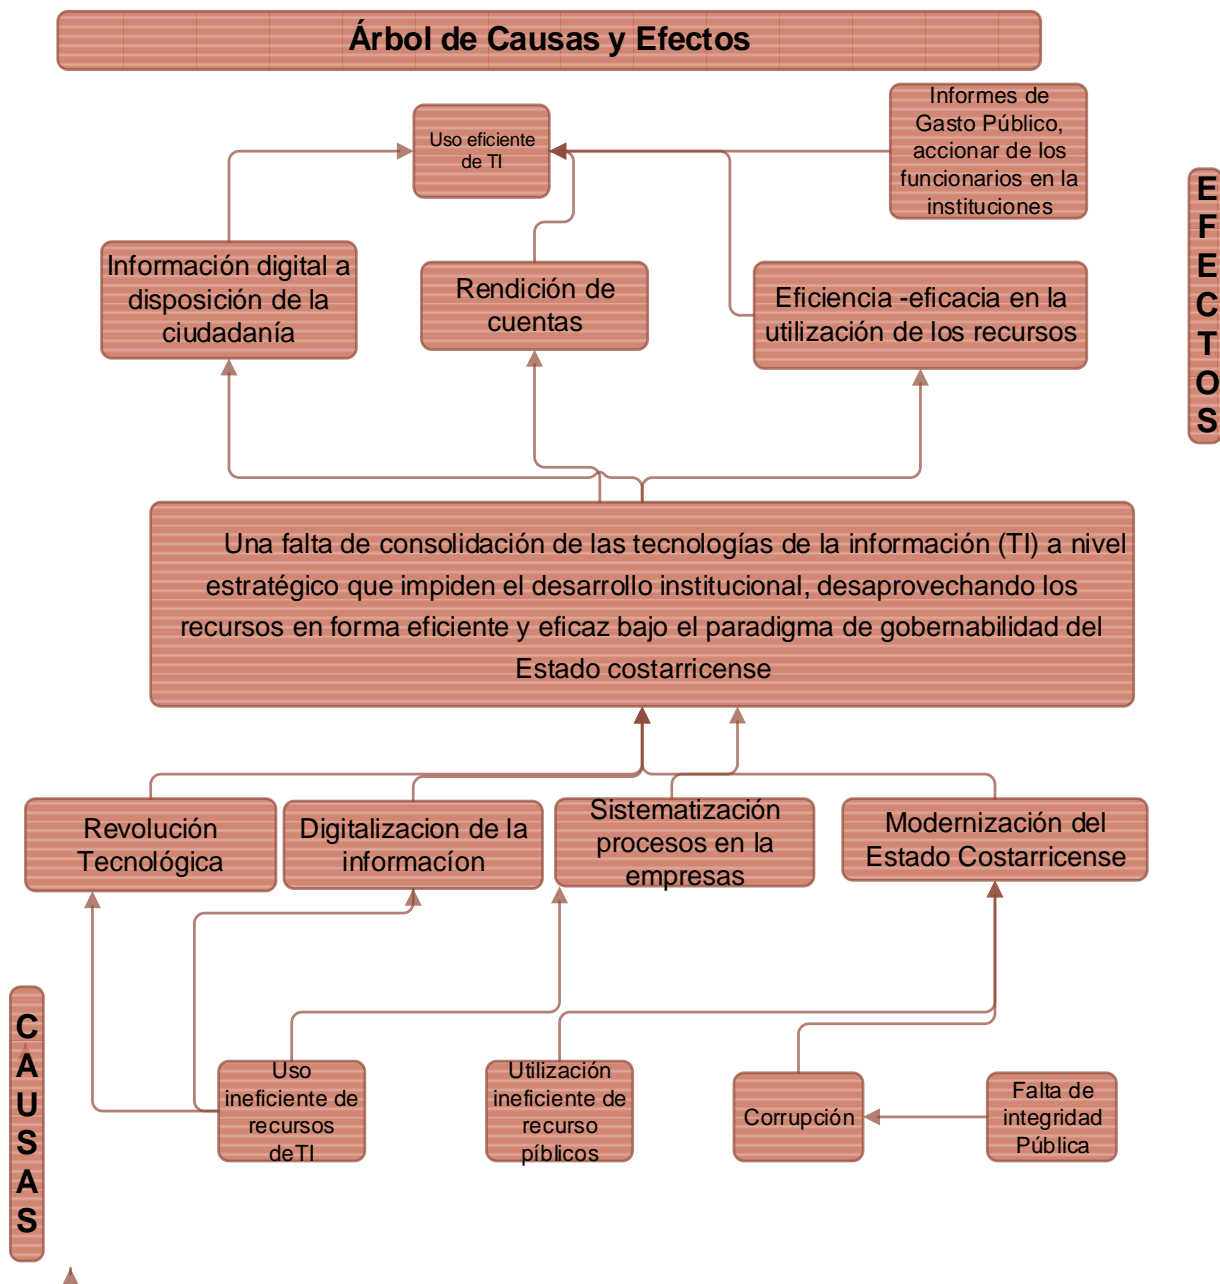 Árbol de Causas y Efectos
Uso eficiente
de TI
Informes de
Gasto Público,
accionar de los
funcionarios en la
instituciones
EFECTOS
Información digital a
disposición de la
ciudadanía
Rendición de
cuentas
Eficiencia -eficacia en la
utilización de los recursos
Una falta de consolidación de las tecnologías de la información (TI) a nivel
estratégico que impiden el desarrollo institucional, desaprovechando los
recursos en forma eficiente y eficaz bajo el paradigma de gobernabilidad del
Estado costarricense
Revolución
Tecnológica
Digitalizacion de la
informacíon
Sistematización
procesos en la
empresas
Modernización del
Estado Costarricense
CAUSAS
Uso
ineficiente de
recursos
deTI
Utilización
ineficiente de
recurso
píblicos
Corrupción
Falta de
integridad
Pública